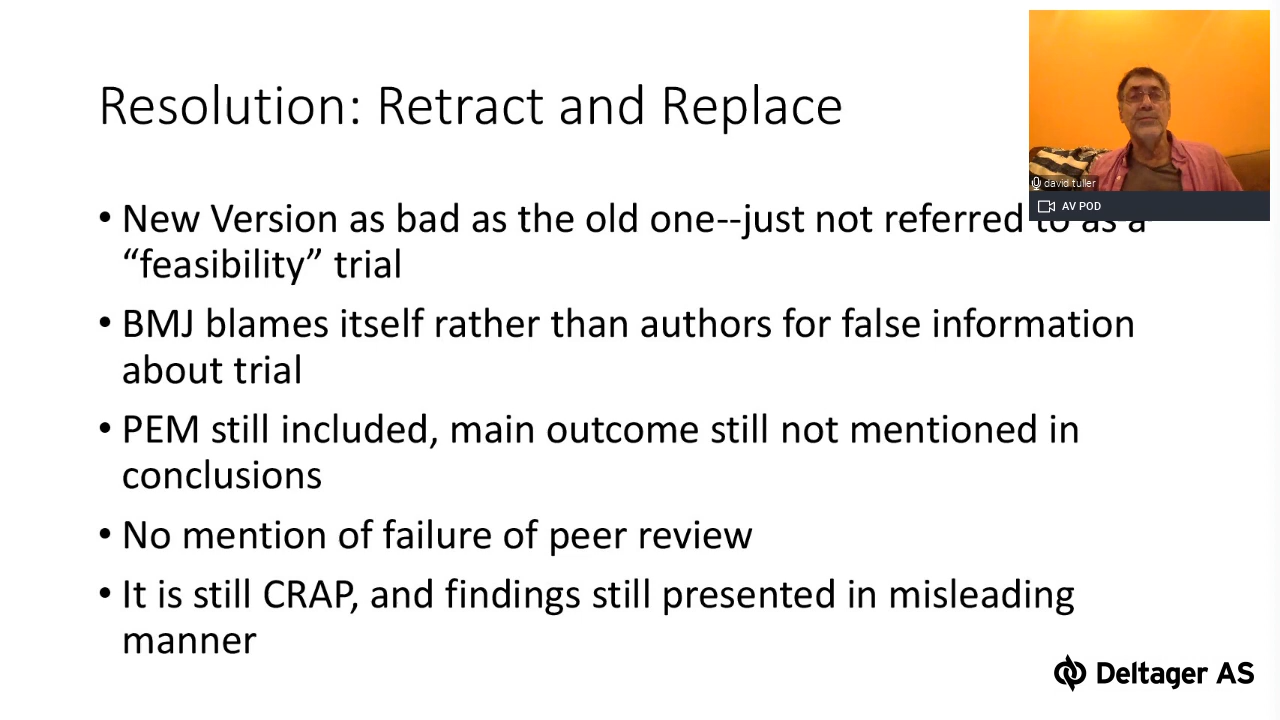 Resolution: Retract and Replace
• New Version as bad as the old one--just not referred to as a
“feasibility” trial
• BMJ blames itself rather than authors for false information
about trial
• PEM still included, main outcome still not mentioned in
conclusions
• No mention of failure of peer review
• It is still CRAP, and findings still presented in misleading
manner
david tuller
AV POD
Deltager AS